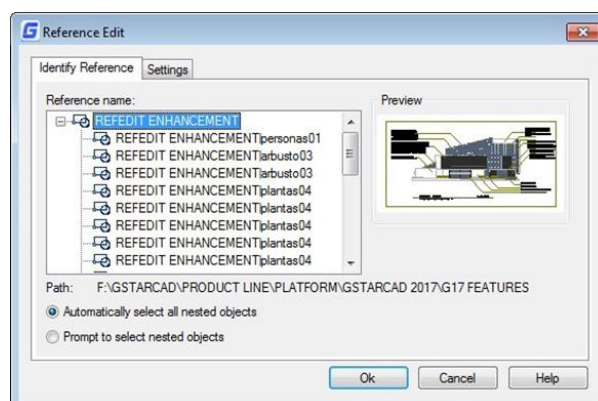 Reference Edit
Identify Reference
Settings
Reference name:
Preview
REFEDIT ENHANCEMENT
REFEDIT ENHANCEMENT|personas01
REFEDIT ENHANCEMENT|arbusto03
REFEDIT ENHANCEMENT|arbusto03
REFEDIT ENHANCEMENT|plantas04
REFEDIT ENHANCEMENT|plantas04
REFEDIT ENHANCEMENT|plantas04
REFEDIT ENHANCEMENT|plantas04
REFEDIT ENHANCEMENT|plantas04
Path: F:\GSTARCAD\PRODUCT LINE\PLATFORM\GSTARCAD 2017\G17 FEATURES
Automatically select all nested objects
Prompt to select nested objects
Ok
Cancel
Help